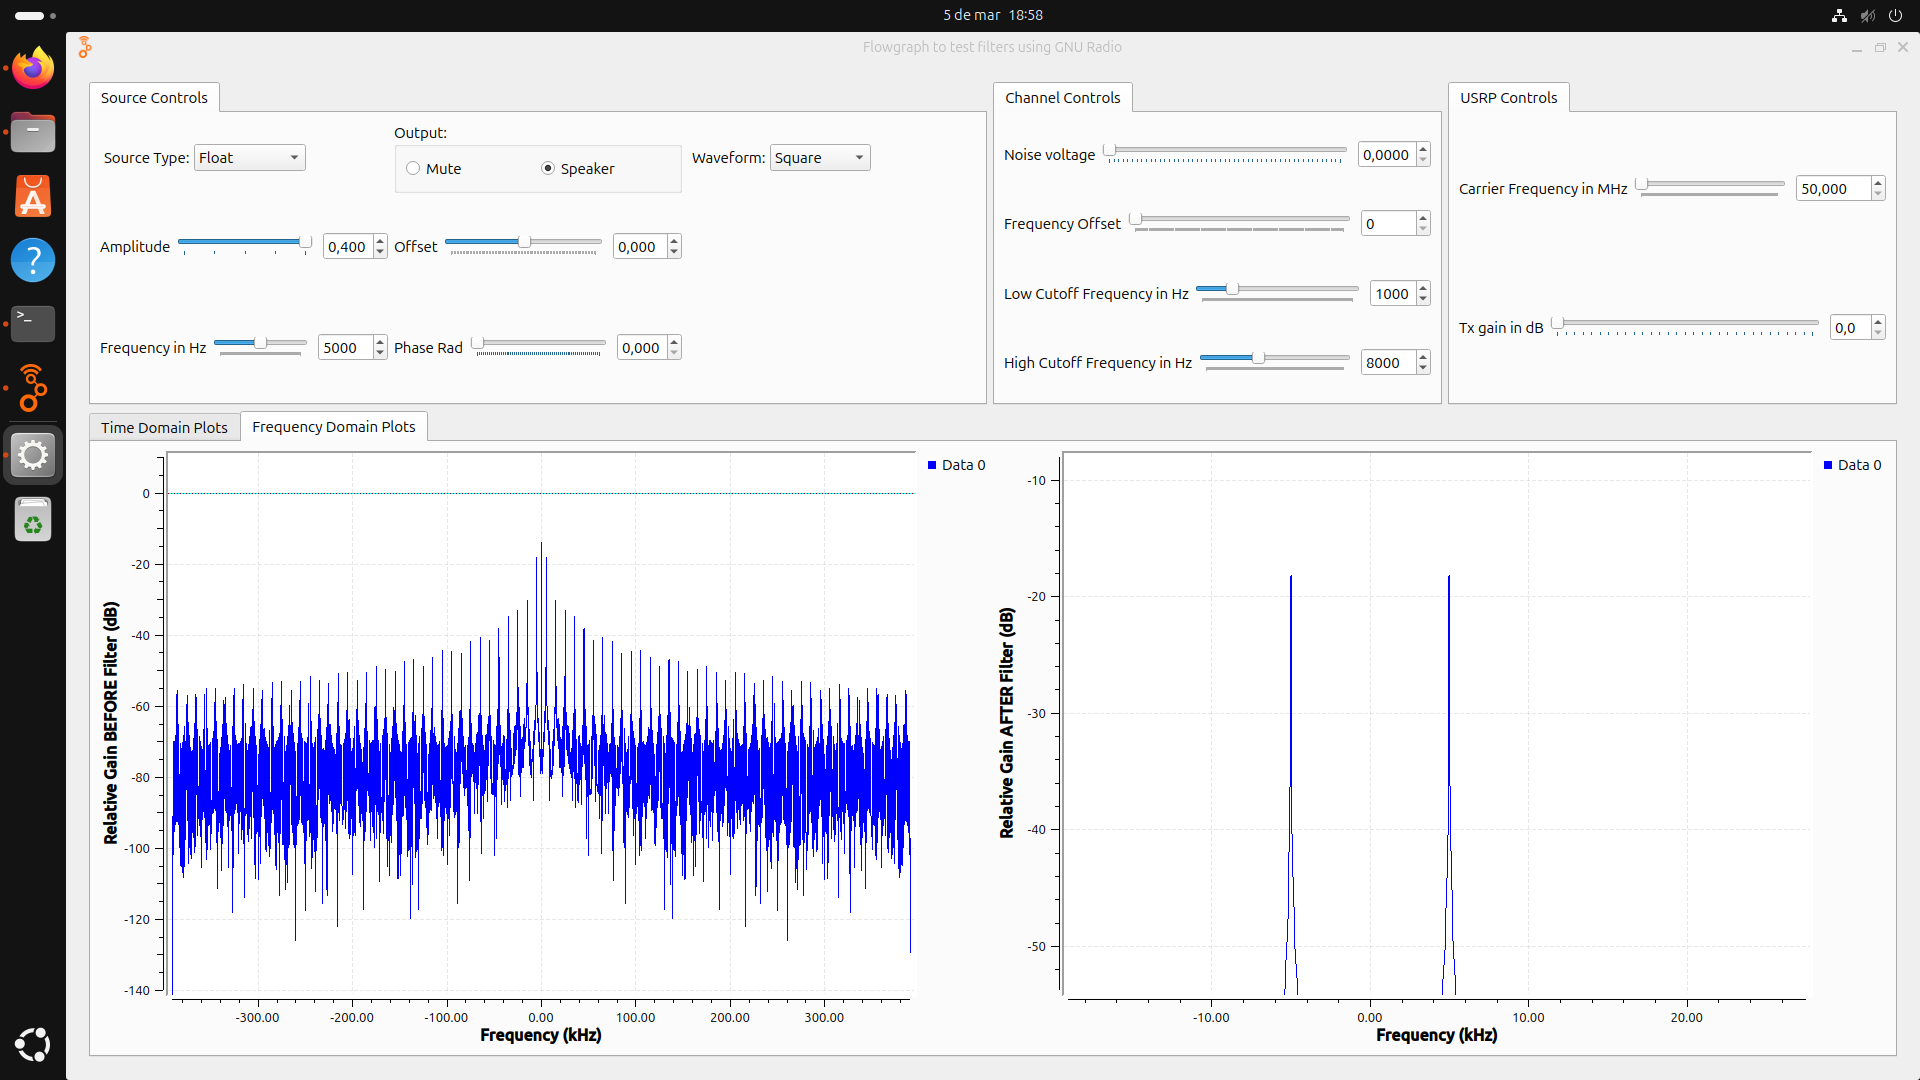 5 de mar 18:58
Flowgraph to test filters using GNU Radio
Source Controls
Source Type: Float
Output:
Mute
Speaker
Waveform: Square
Amplitude 0,400
Offset 0,000
Frequency in Hz 5000
Phase Rad 0,000
Channel Controls
Noise voltage 0,0000
Frequency Offset 0
Low Cutoff Frequency in Hz 1000
High Cutoff Frequency in Hz 8000
USRP Controls
Carrier Frequency in MHz 50,000
Tx gain in dB 0,0
Time Domain Plots
Frequency Domain Plots
Relative Gain BEFORE Filter (dB)
0
-20
-40
-60
-80
-100
-120
-140
-300.00 -200.00 -100.00 0.00 100.00 200.00 300.00
Frequency (kHz)
Data 0
Relative Gain AFTER Filter (dB)
-10
-20
-30
-40
-50
-10.00 0.00 10.00 20.00
Frequency (kHz)
Data 0